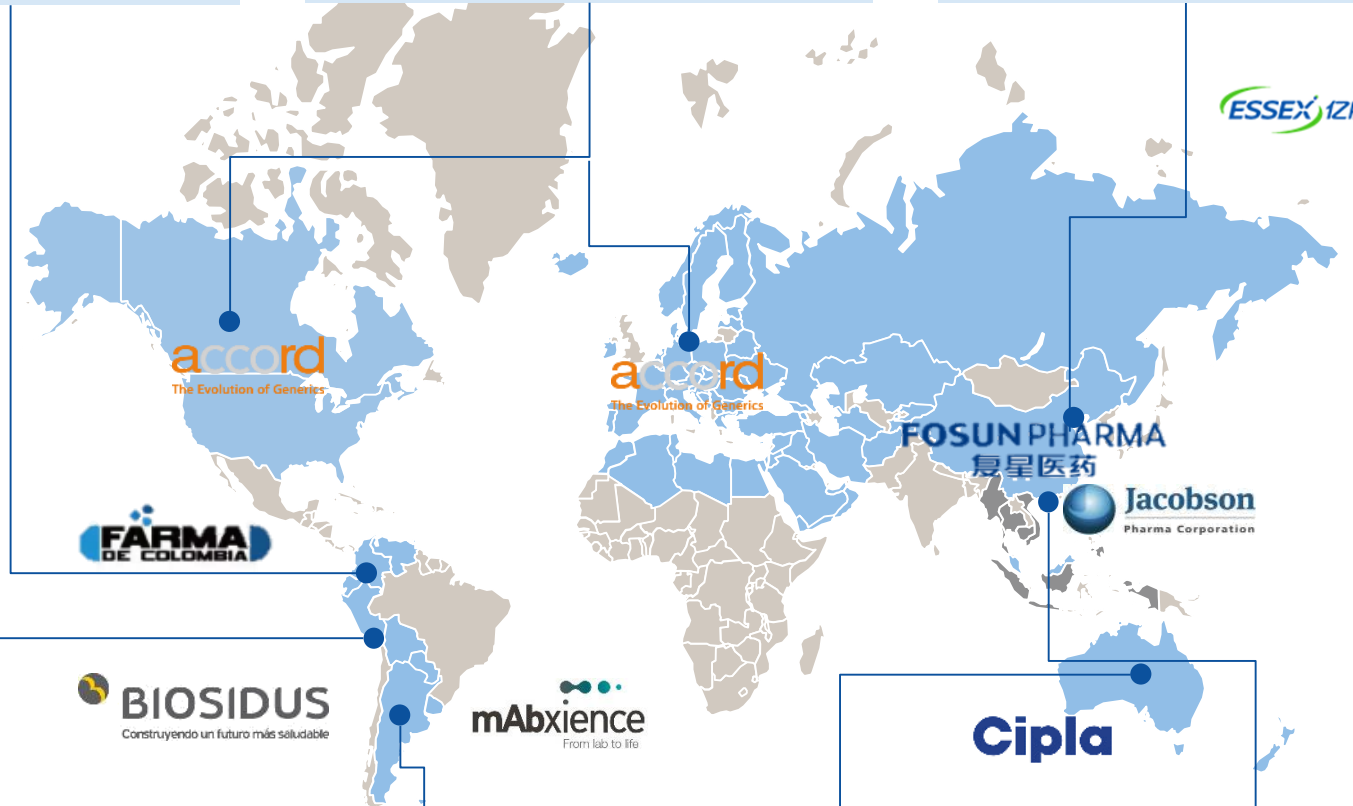 ESSEX
accord
The Evolution of Generics
accord
The Evolution of Generics
FOSUN PHARMA
复星医药
Jacobson
Pharma Corporation
FARMA
DE COLOMBIA
BIOSIDUS
Construyendo un futuro más saludable
mAbxience
From lab to life
Cipla